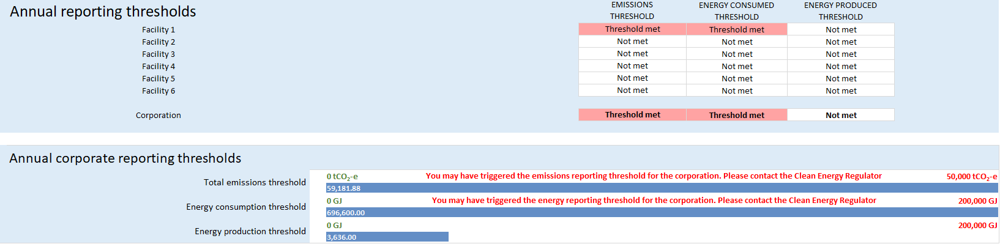 Annual reporting thresholds
EMISSIONS THRESHOLD
ENERGY CONSUMED THRESHOLD
ENERGY PRODUCED THRESHOLD
Facility 1 Threshold met Threshold met Not met
Facility 2 Not met Not met Not met
Facility 3 Not met Not met Not met
Facility 4 Not met Not met Not met
Facility 5 Not met Not met Not met
Facility 6 Not met Not met Not met
Corporation Threshold met Threshold met Not met
Annual corporate reporting thresholds
Total emissions threshold
0 tCO₂-e You may have triggered the emissions reporting threshold for the corporation. Please contact the Clean Energy Regulator 50,000 tCO₂-e
59,181.88
Energy consumption threshold
0 GJ You may have triggered the energy reporting threshold for the corporation. Please contact the Clean Energy Regulator 200,000 GJ
696,600.00
Energy production threshold
0 GJ 200,000 GJ
3,636.00